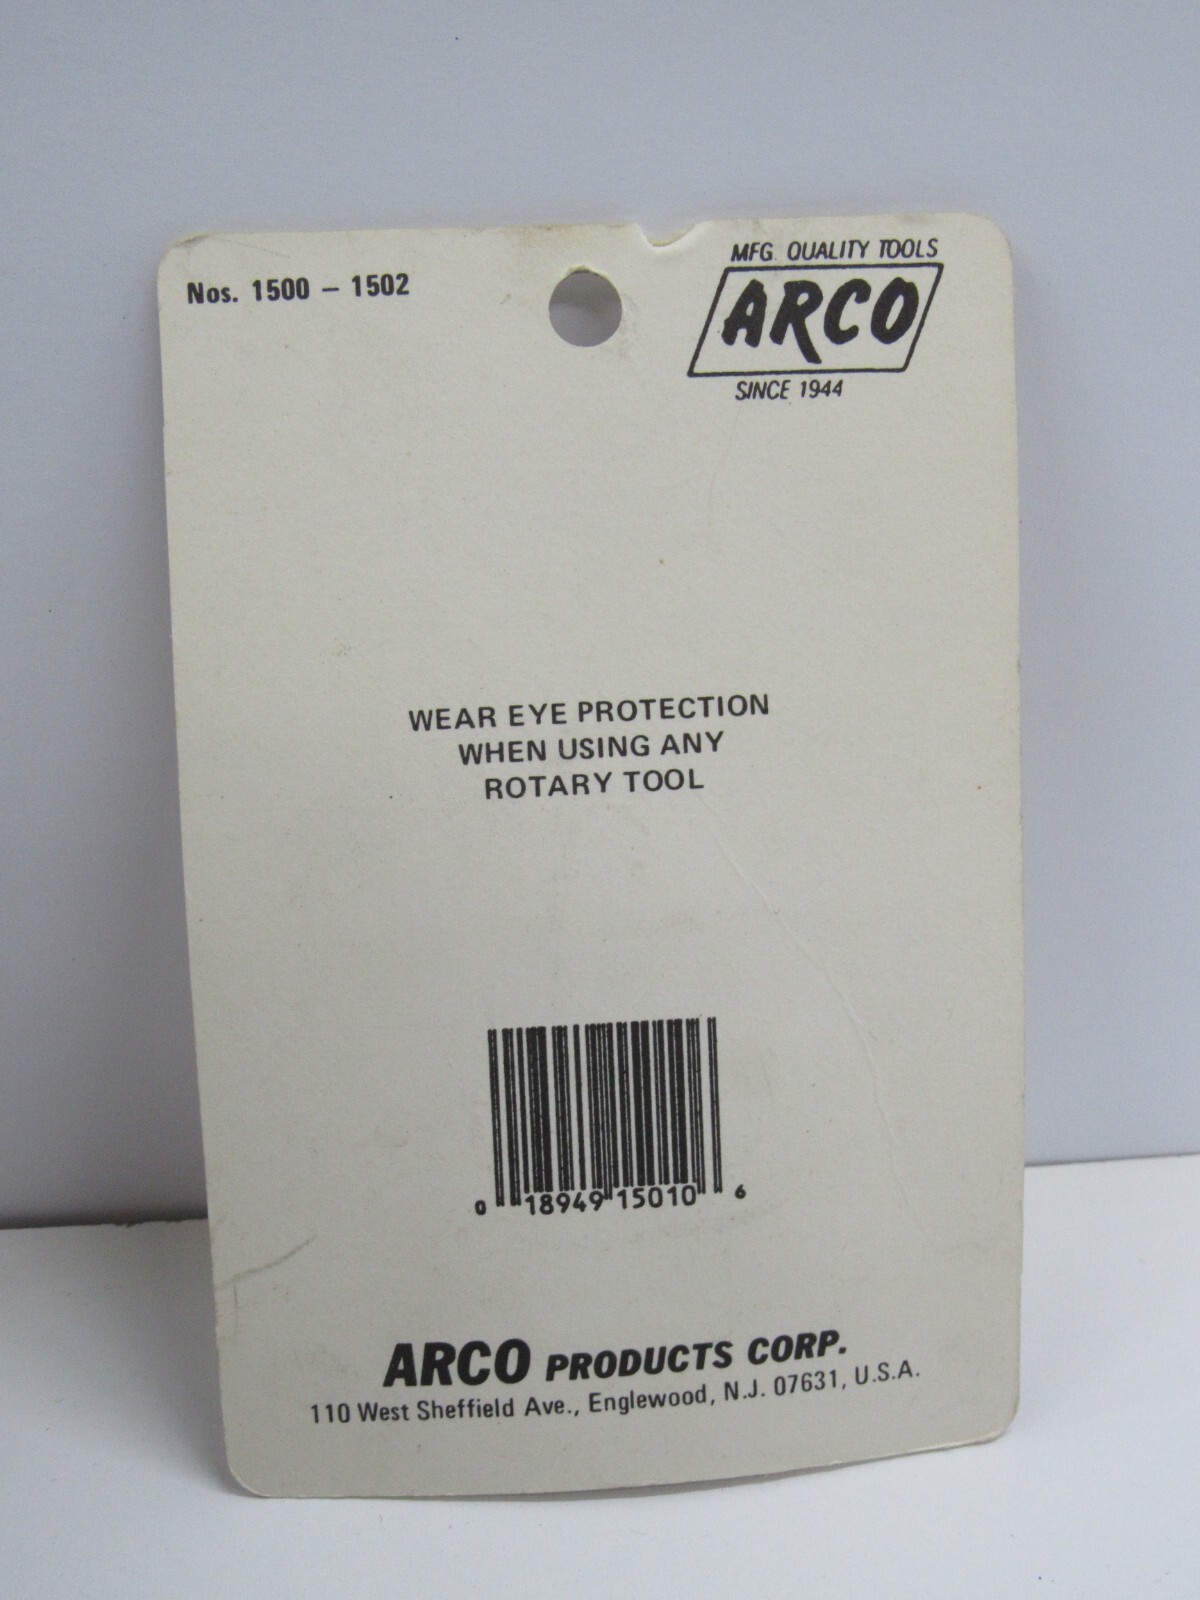 Nos. 1500 – 1502
MFG. QUALITY TOOLS
ARCO
SINCE 1944
WEAR EYE PROTECTION
WHEN USING ANY
ROTARY TOOL
0 18949 15010 6
ARCO PRODUCTS CORP.
110 West Sheffield Ave., Englewood, N.J. 07631, U.S.A.